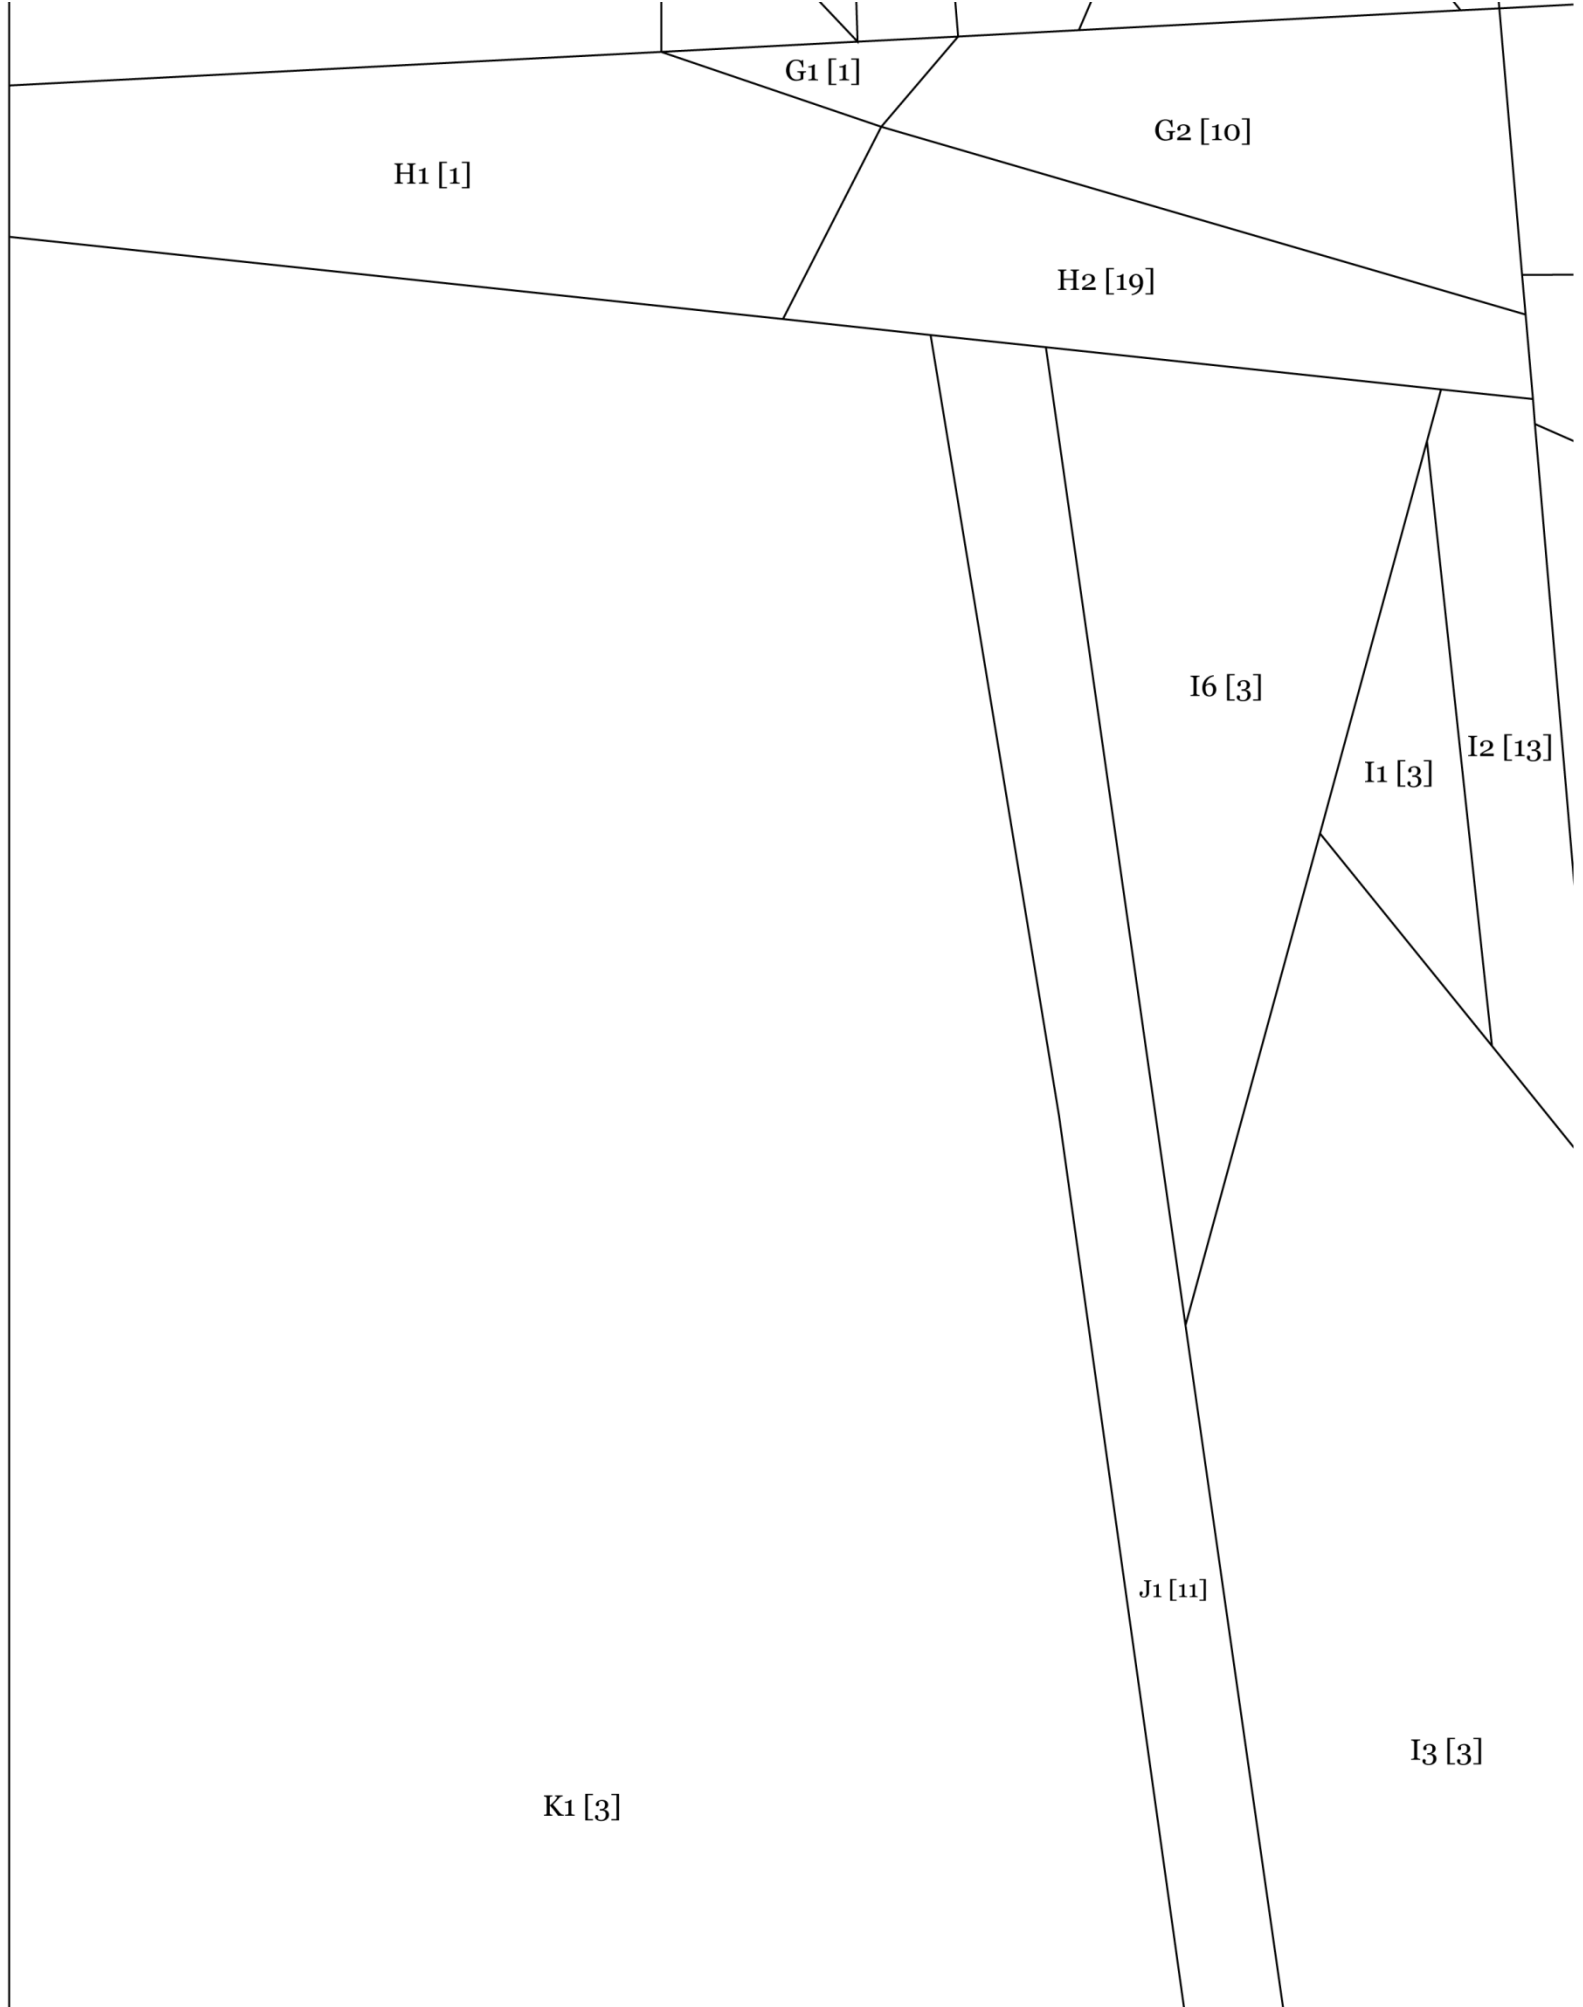 G1 [1]
G2 [10]
H1 [1]
H2 [19]
I6 [3]
I2 [13]
I1 [3]
J1 [11]
I3 [3]
K1 [3]